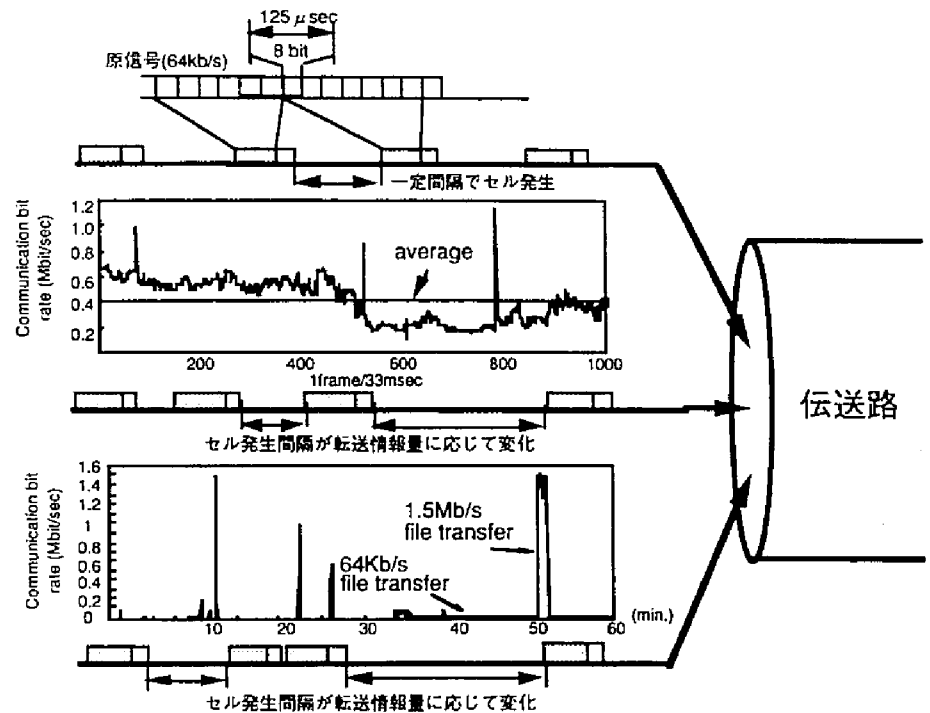 125 μsec
8 bit
原信号(64kb/s)
一定間隔でセル発生
Communication bit
rate (Mbit/sec)
1.2
1.0
0.8
0.6
0.4
0.2
average
200
400
600
800
1000
1frame/33msec
セル発生間隔が転送情報量に応じて変化
伝送路
Communication bit
rate (Mbit/sec)
1.6
1.4
1.2
1
0.8
0.6
0.4
0.2
0
1.5Mb/s
file transfer
64Kb/s
file transfer
10
20
30
40
50
60
(min.)
セル発生間隔が転送情報量に応じて変化